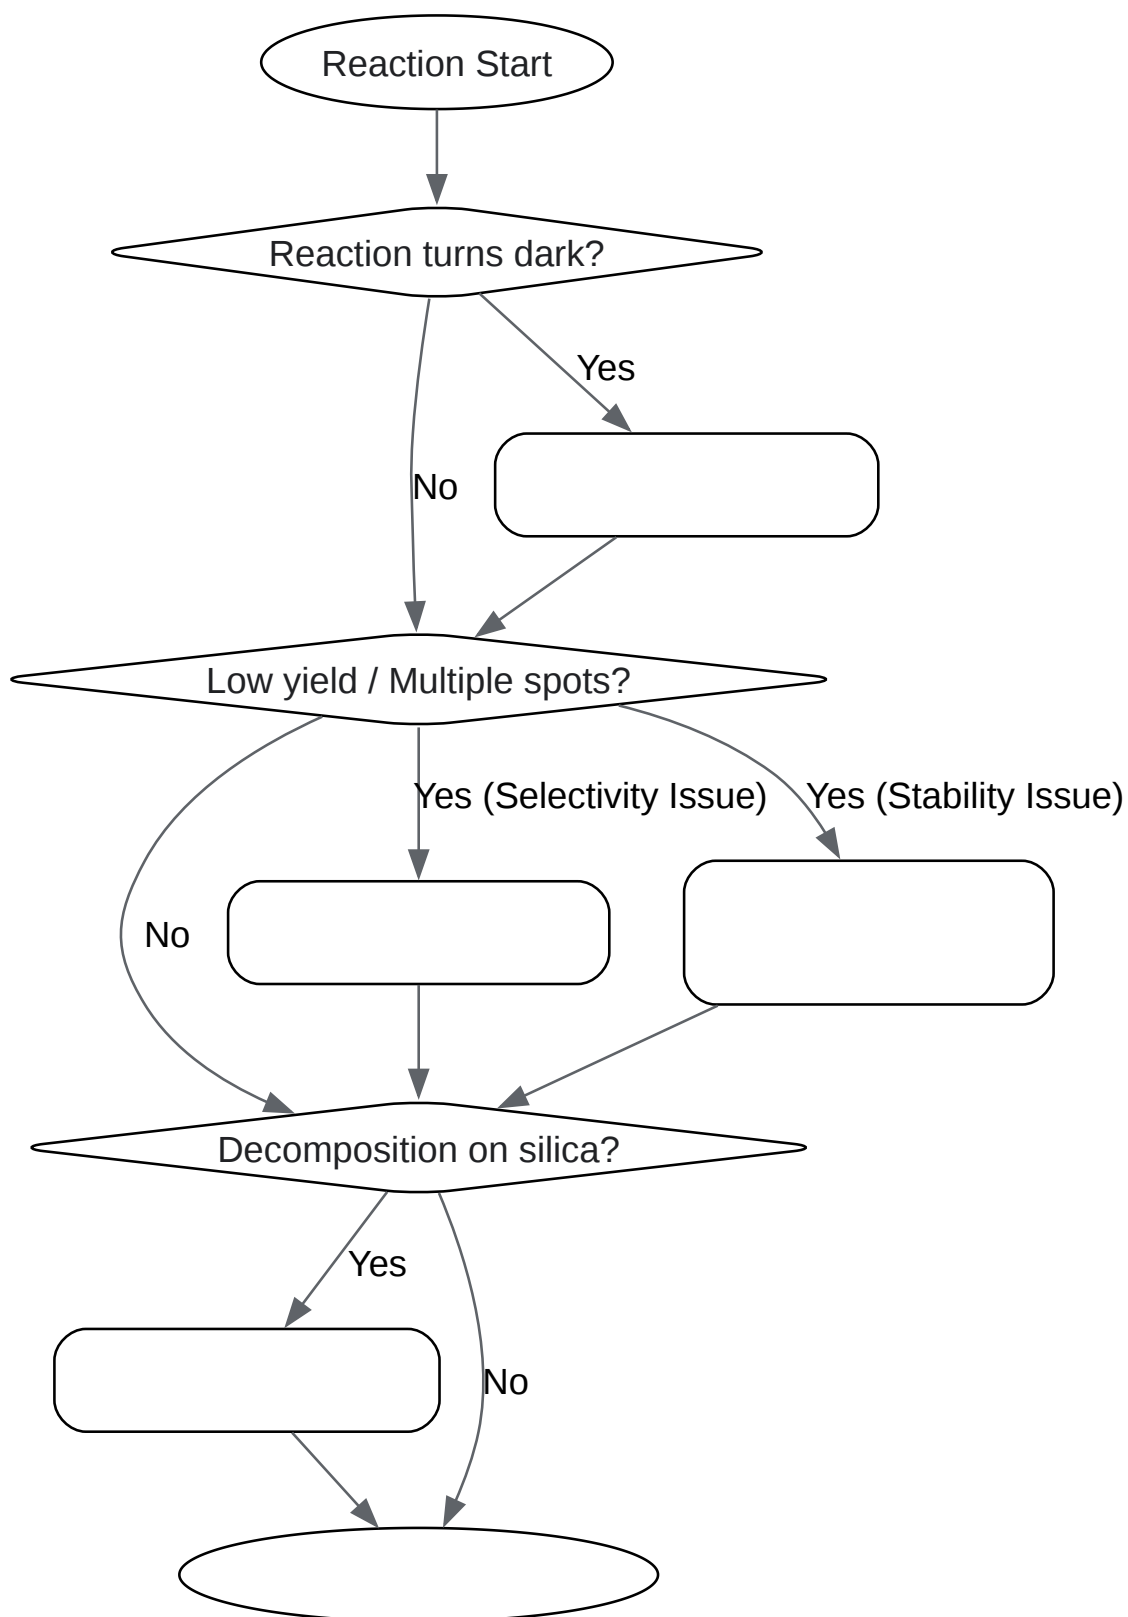 Reaction Start
Reaction turns dark?
Yes
No
Low yield / Multiple spots?
Yes (Selectivity Issue)
Yes (Stability Issue)
No
Decomposition on silica?
Yes
No